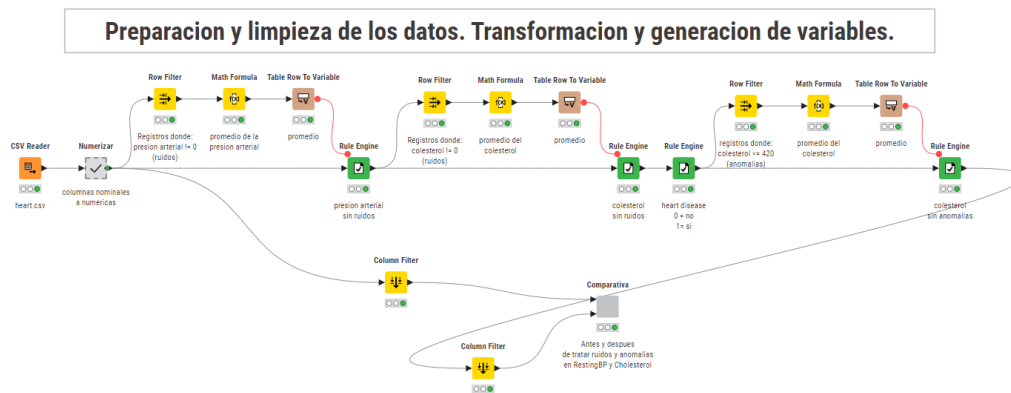 Preparacion y limpieza de los datos. Transformacion y generacion de variables.
Row Filter
Math Formula
Table Row To Variable
Registros donde:
presion arterial != 0
(ruidos)
promedio de la
presion arterial
promedio
Row Filter
Math Formula
Table Row To Variable
Registros donde:
colesterol != 0
(ruidos)
promedio del
colesterol
promedio
Row Filter
Math Formula
Table Row To Variable
registros donde:
colesterol <= 420
(anomalias)
promedio del
colesterol
promedio
CSV Reader
heart.csv
Numerizar
columnas nominales
a numericas
Rule Engine
presion arterial
sin ruidos
Rule Engine
colesterol
sin ruidos
Rule Engine
heart disease
0 = no
1= si
Rule Engine
colesterol
sin anomalias
Column Filter
Comparativa
Antes y despues
de tratar ruidos y anomalias
en RestingBP y Cholesterol
Column Filter